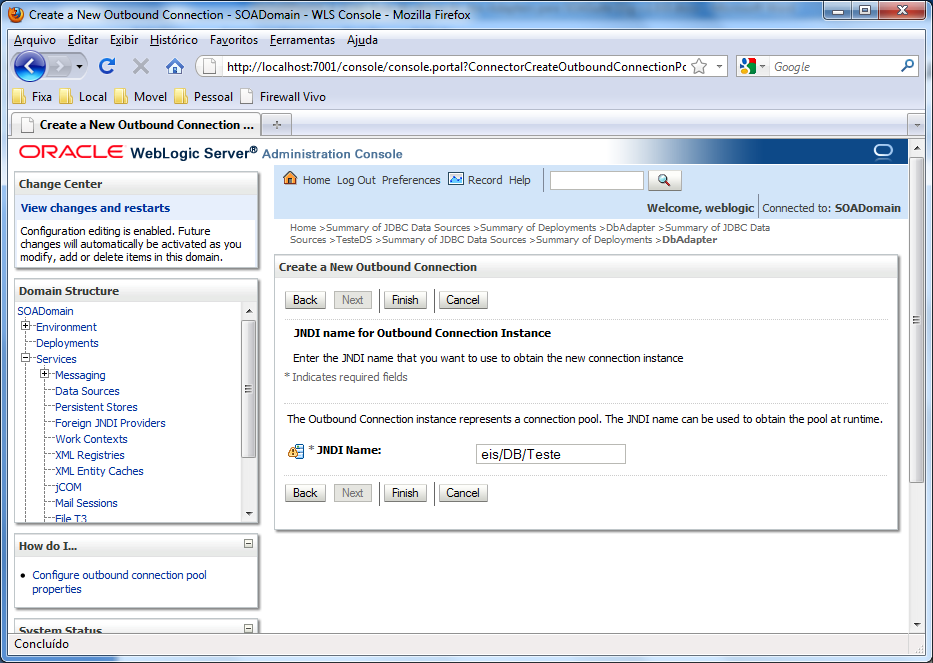 Create a New Outbound Connection - SOADomain - WLS Console - Mozilla Firefox
Arquivo Editar Exibir Histórico Favoritos Ferramentas Ajuda
http://localhost:7001/console/console.portal?ConnectorCreateOutboundConnectionPc
Google
Fixa Local Movel Pessoal Firewall Vivo
Create a New Outbound Connection ...
ORACLE WebLogic Server® Administration Console
Change Center
View changes and restarts
Configuration editing is enabled. Future
changes will automatically be activated as you
modify, add or delete items in this domain.
Domain Structure
SOADomain
Environment
Deployments
Services
Messaging
Data Sources
Persistent Stores
Foreign JNDI Providers
Work Contexts
XML Registries
XML Entity Caches
jCOM
Mail Sessions
File T3
How do I...
Configure outbound connection pool
properties
System Status
Home Log Out Preferences Record Help
Welcome, weblogic Connected to: SOADomain
Home >Summary of JDBC Data Sources >Summary of Deployments >DbAdapter >Summary of JDBC Data
Sources >TesteDS >Summary of JDBC Data Sources >Summary of Deployments >DbAdapter
Create a New Outbound Connection
Back Next Finish Cancel
JNDI name for Outbound Connection Instance
Enter the JNDI name that you want to use to obtain the new connection instance
* Indicates required fields
The Outbound Connection instance represents a connection pool. The JNDI name can be used to obtain the pool at runtime.
* JNDI Name: eis/DB/Teste
Back Next Finish Cancel
Concluído